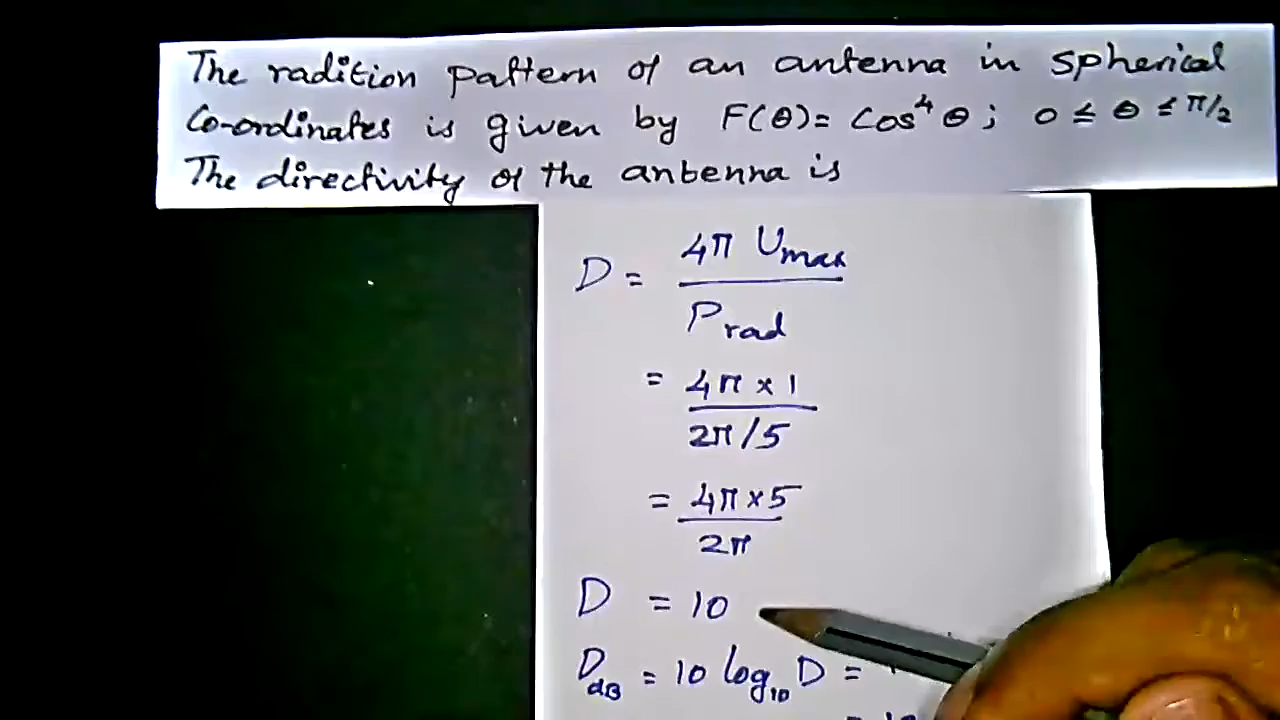 The radition pattern of an antenna in spherical
Co-ordinates is given by F(θ)= Cos⁴θ; 0 ≤ θ ≤ π/2
The directivity of the antenna is
D = 4π Umax / Prad
= 4π × 1 / 2π/5
= 4π × 5 / 2π
D = 10
DdB = 10 log10 D =